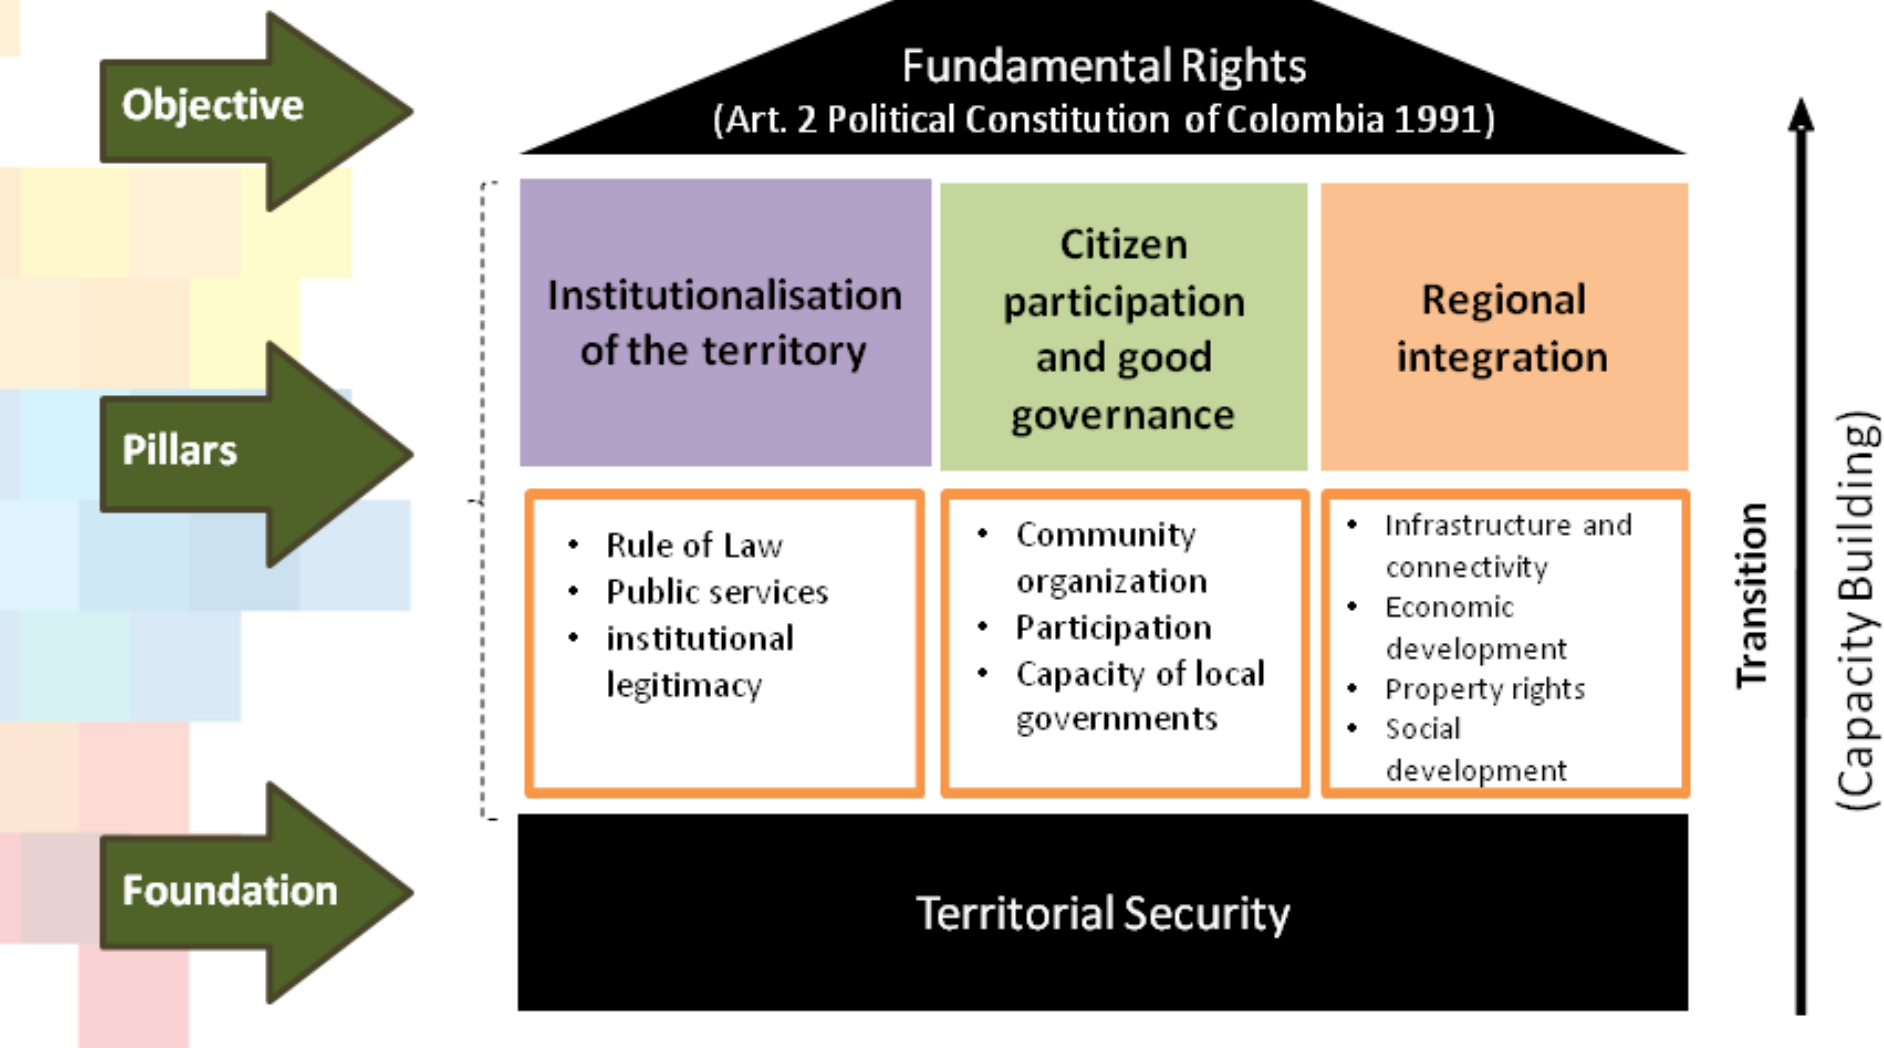 Objective
Fundamental Rights
(Art. 2 Political Constitution of Colombia 1991)
Pillars
Institutionalisation
of the territory
Citizen
participation
and good
governance
Regional
integration
• Rule of Law
• Public services
• institutional
legitimacy
• Community
organization
• Participation
• Capacity of local
governments
• Infrastructure and
connectivity
• Economic
development
• Property rights
• Social
development
Foundation
Territorial Security
Transition
(Capacity Building)